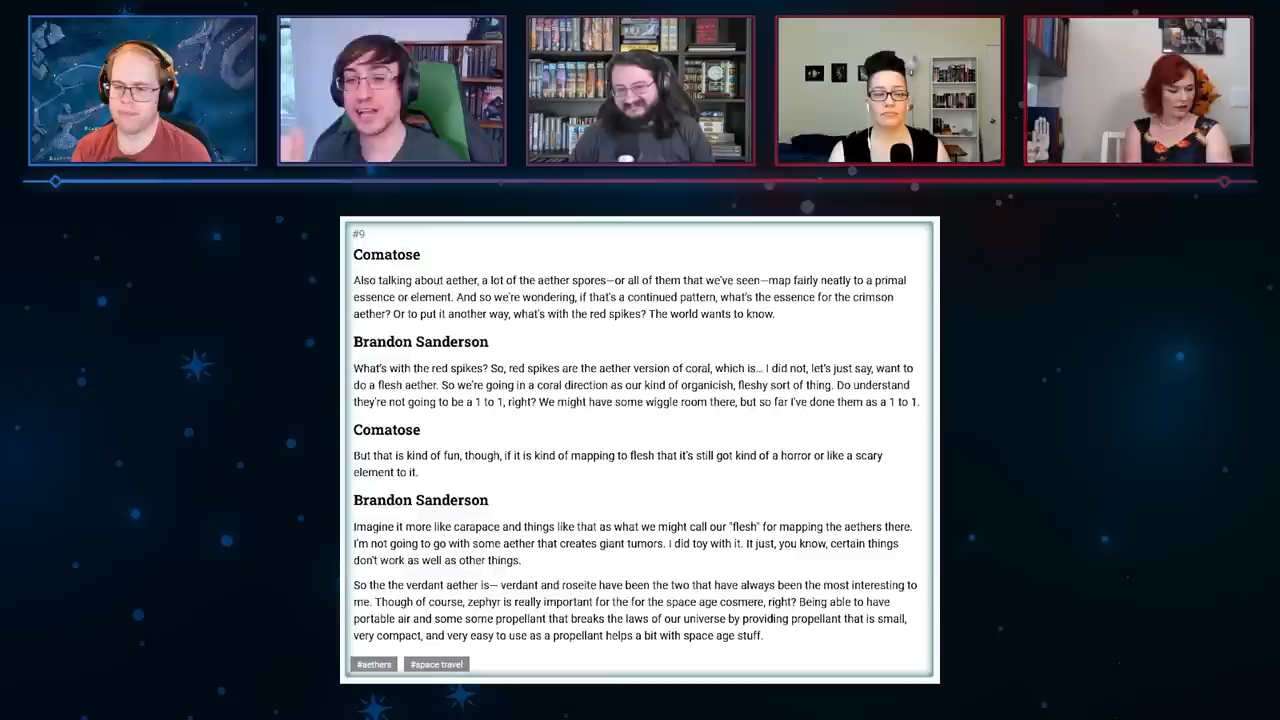 #9
Comatose
Also talking about aether, a lot of the aether spores—or all of them that we've seen—map fairly neatly to a primal
essence or element. And so we're wondering, if that's a continued pattern, what's the essence for the crimson
aether? Or to put it another way, what's with the red spikes? The world wants to know.
Brandon Sanderson
What's with the red spikes? So, red spikes are the aether version of coral, which is… I did not, let's just say, want to
do a flesh aether. So we're going in a coral direction as our kind of organicish, fleshy sort of thing. Do understand
they're not going to be a 1 to 1, right? We might have some wiggle room there, but so far I've done them as a 1 to 1.
Comatose
But that is kind of fun, though, if it is kind of mapping to flesh that it's still got kind of a horror or like a scary
element to it.
Brandon Sanderson
Imagine it more like carapace and things like that as what we might call our "flesh" for mapping the aethers there.
I'm not going to go with some aether that creates giant tumors. I did toy with it. It just, you know, certain things
don't work as well as other things.
So the the verdant aether is— verdant and roseite have been the two that have always been the most interesting to
me. Though of course, zephyr is really important for the for the space age cosmere, right? Being able to have
portable air and some some propellant that breaks the laws of our universe by providing propellant that is small,
very compact, and very easy to use as a propellant helps a bit with space age stuff.
#aethers #space travel